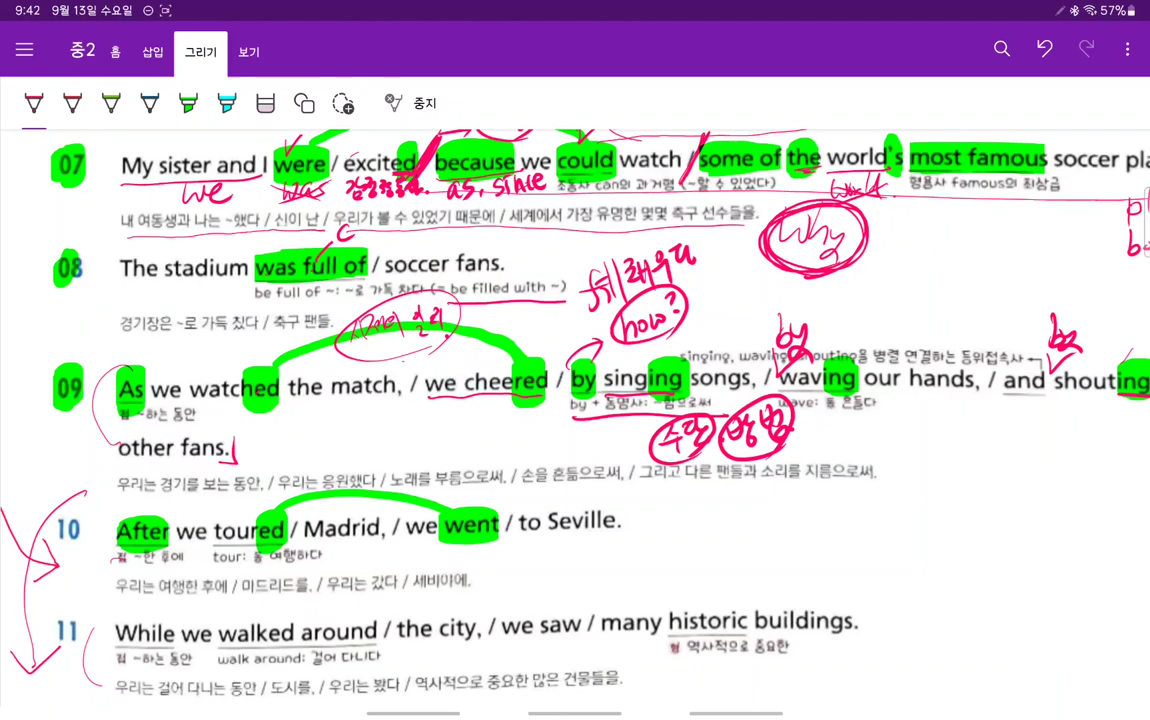 9:42 9월 13일 수요일 57%
중2 홈 삽입 그리기 보기
중지
07 My sister and I were / excited / because we could watch / some of the world's most famous soccer pla
we was 감정동사 as, since 조동사 can의 과거형 (~할 수 있었다) 형용사 famous의 최상급
내 여동생과 나는 ~했다 / 신이 난 / 우리가 볼 수 있었기 때문에 / 세계에서 가장 유명한 몇몇 축구 선수들을.
why
C
08 The stadium was full of / soccer fans.
be full of ~: ~로 가득 찼다 (= be filled with ~)
채우다
경기장은 ~로 가득 찼다 / 축구 팬들.
how?
by by
singing, waving, shouting을 병렬 연결하는 등위접속사
09 As we watched the match, / we cheered / by singing songs, / waving our hands, / and shouting
접 ~하는 동안 by + 동명사: ~함으로써 wave: 동 흔들다
수단 방법
other fans.
우리는 경기를 보는 동안, / 우리는 응원했다 / 노래를 부름으로써, / 손을 흔듦으로써, / 그리고 다른 팬들과 소리를 지름으로써.
10 After we toured / Madrid, / we went / to Seville.
접 ~한 후에 tour: 동 여행하다
우리는 여행한 후에 / 마드리드를, / 우리는 갔다 / 세비야에.
11 While we walked around / the city, / we saw / many historic buildings.
접 ~하는 동안 walk around: 걸어 다니다 형 역사적으로 중요한
우리는 걸어 다니는 동안 / 도시를, / 우리는 봤다 / 역사적으로 중요한 많은 건물들을.